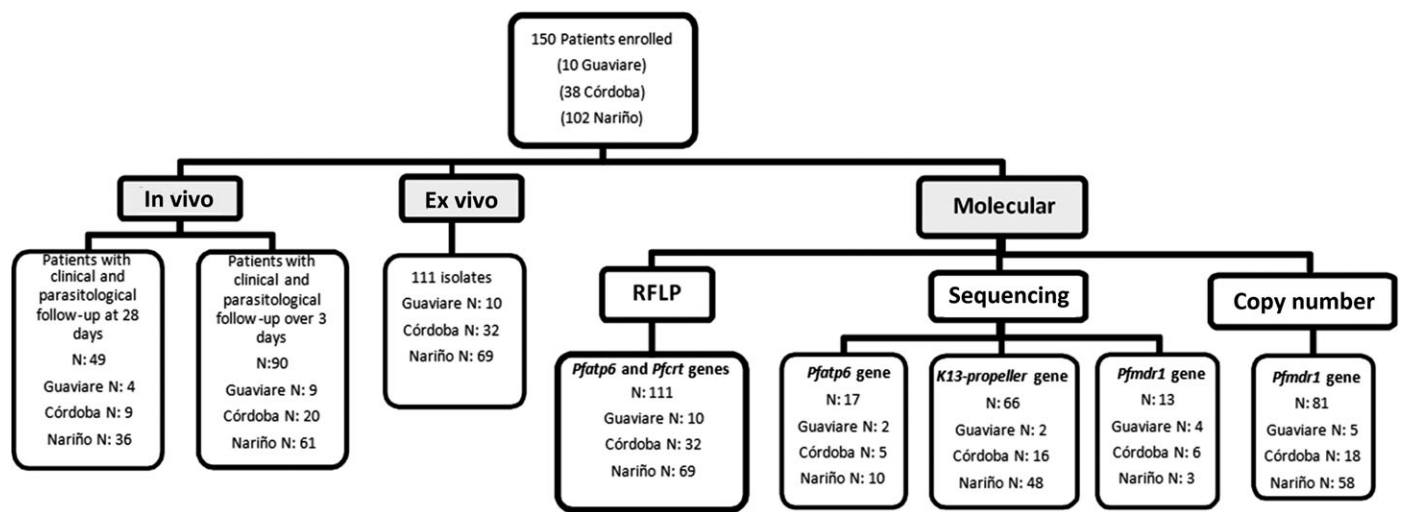 150 Patients enrolled
(10 Guaviare)
(38 Córdoba)
(102 Nariño)
In vivo
Ex vivo
Molecular
Patients with
clinical and
parasitological
follow-up at 28
days
N: 49
Guaviare N: 4
Córdoba N: 9
Nariño N: 36
Patients with
clinical and
parasitological
follow-up over 3
days
N:90
Guaviare N: 9
Córdoba N: 20
Nariño N: 61
111 isolates
Guaviare N: 10
Córdoba N: 32
Nariño N: 69
RFLP
Sequencing
Copy number
Pfatp6 and Pfcrt genes
N: 111
Guaviare N: 10
Córdoba N: 32
Nariño N: 69
Pfatp6 gene
N: 17
Guaviare N: 2
Córdoba N: 5
Nariño N: 10
K13-propeller gene
N: 66
Guaviare N: 2
Córdoba N: 16
Nariño N: 48
Pfmdr1 gene
N: 13
Guaviare N: 4
Córdoba N: 6
Nariño N: 3
Pfmdr1 gene
N: 81
Guaviare N: 5
Córdoba N: 18
Nariño N: 58